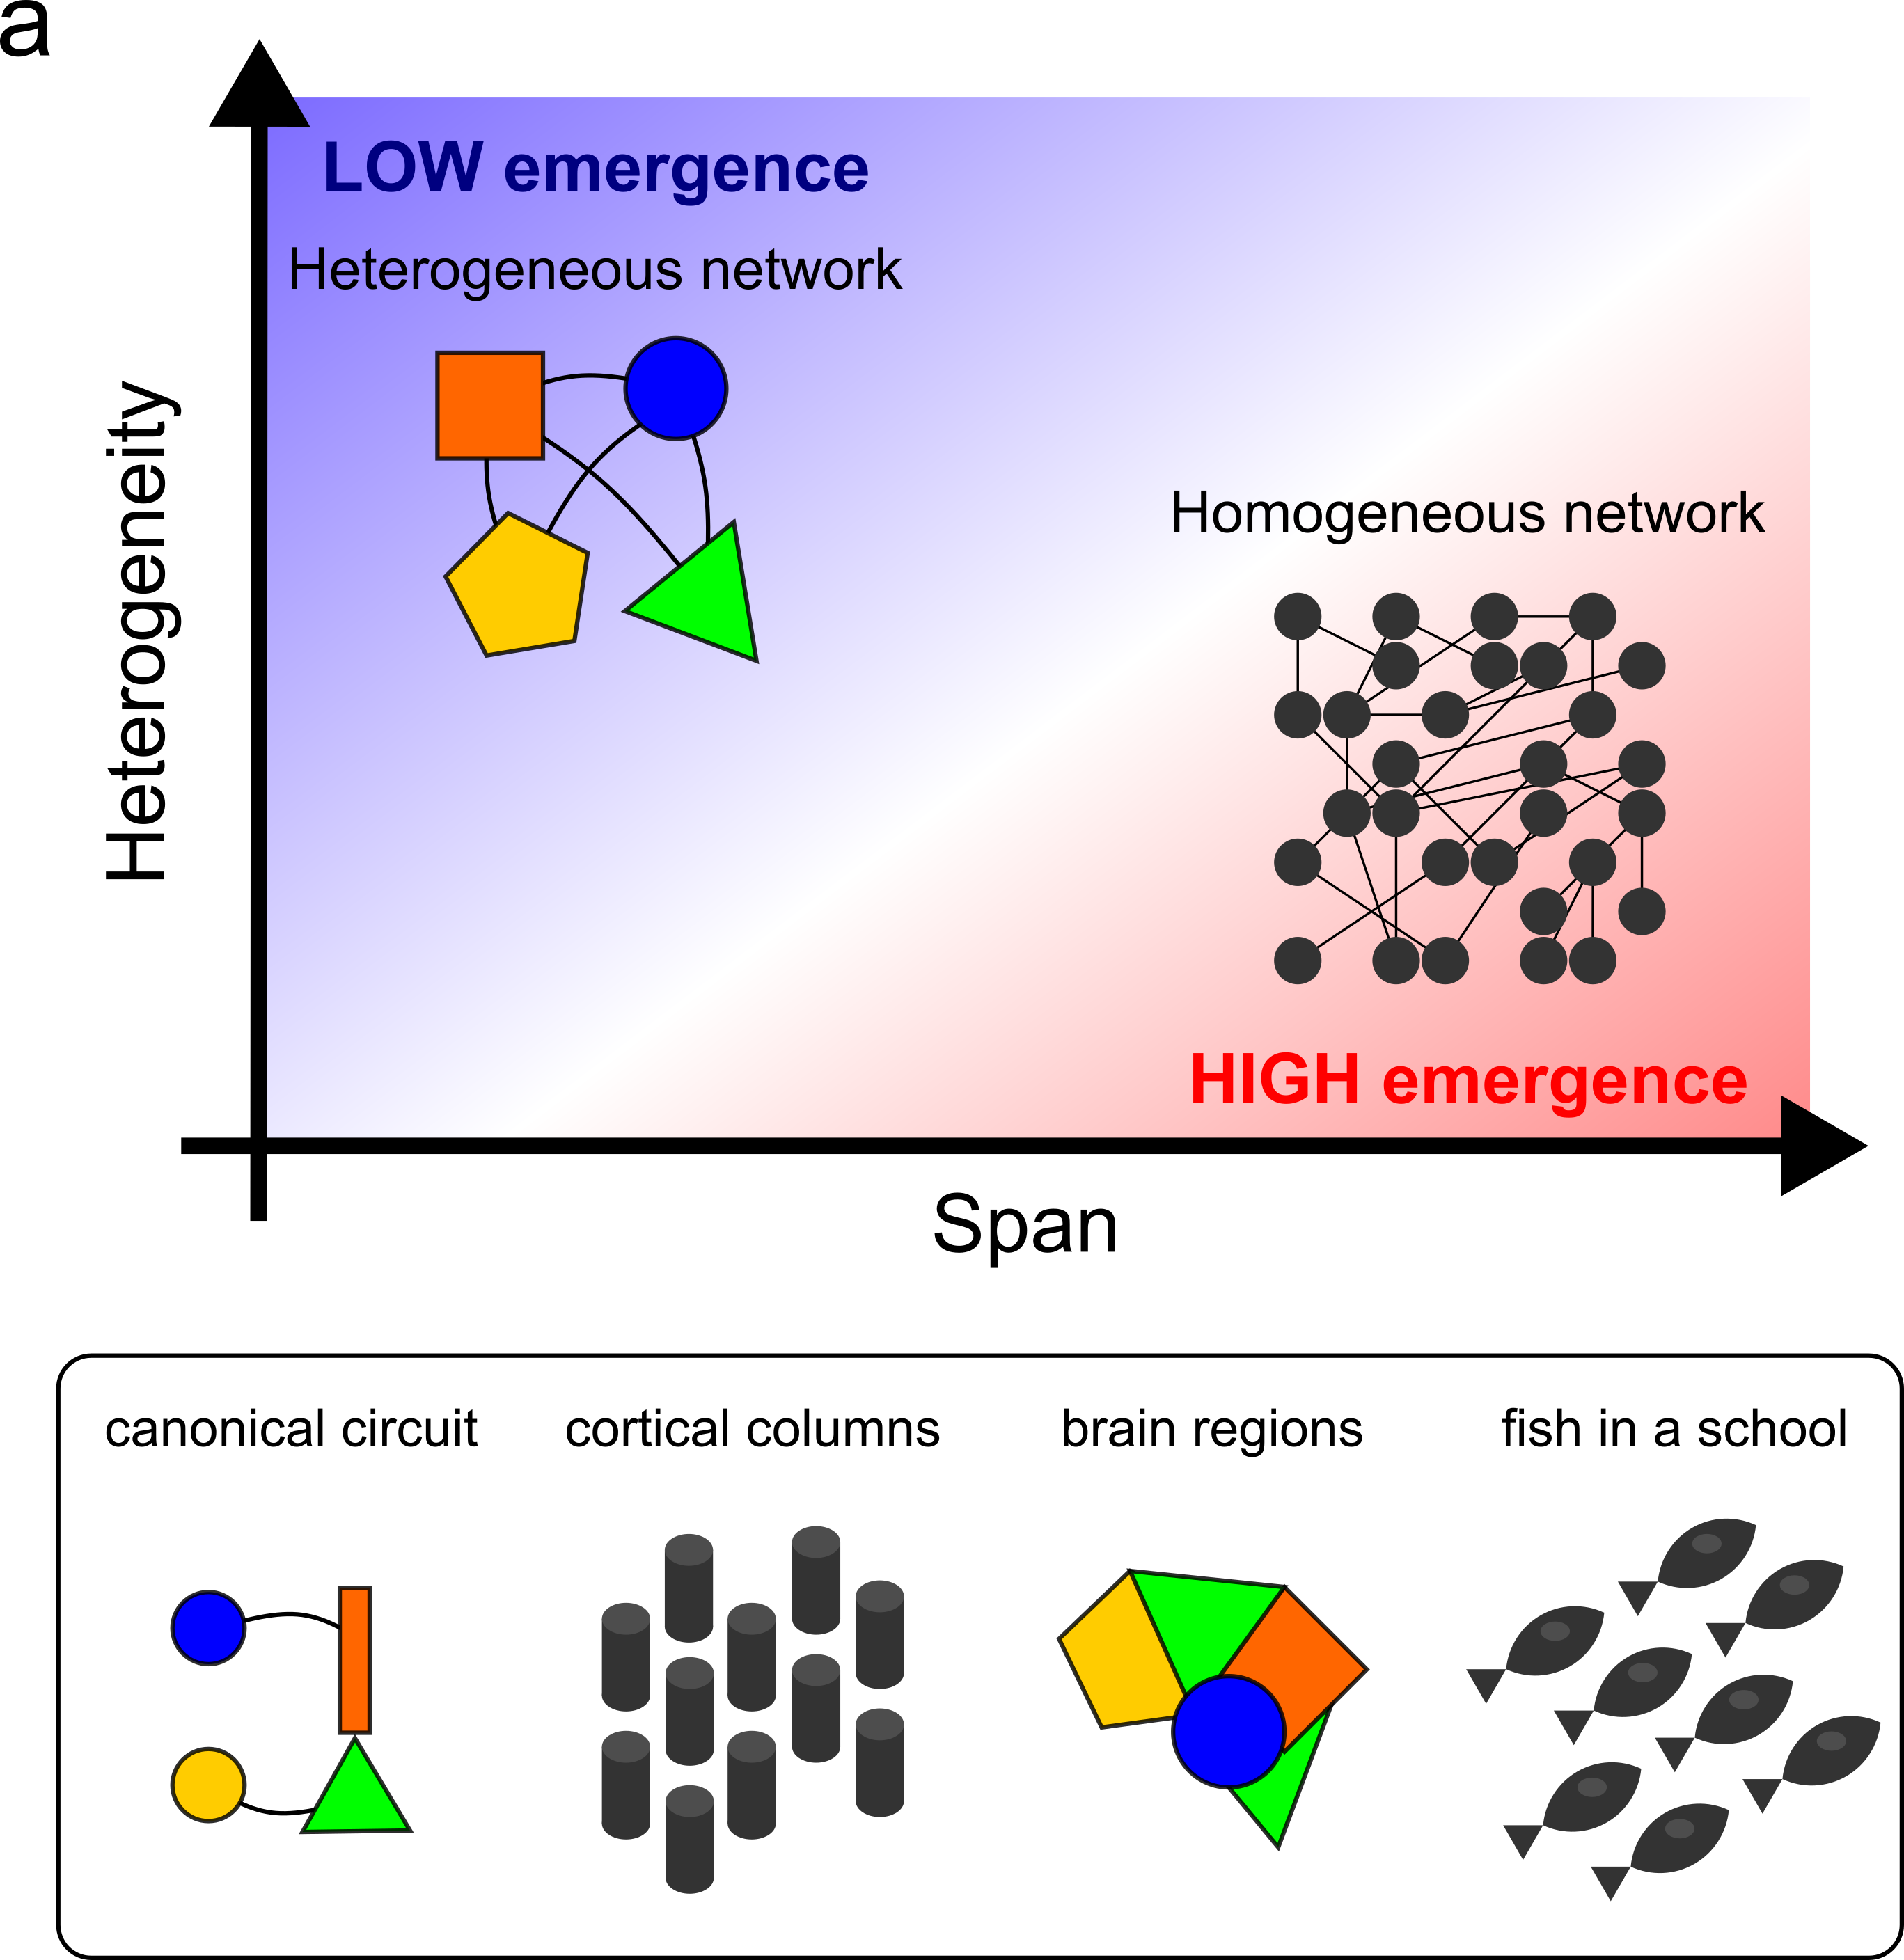 a
LOW emergence
Heterogeneous network
Heterogeneity
Homogeneous network
HIGH emergence
Span
canonical circuit
cortical columns
brain regions
fish in a school